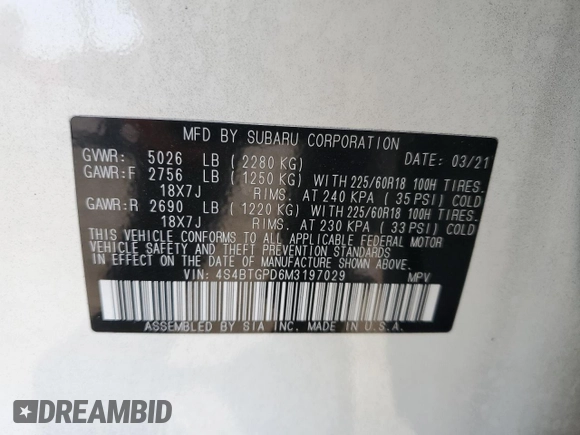 MFD BY SUBARU CORPORATION
GVWR: 5026 LB ( 2280 KG) DATE: 03/21
GAWR:F 2756 LB ( 1250 KG) WITH 225/60R18 100H TIRES.
18X7J RIMS. AT 240 KPA ( 35 PSI) COLD
GAWR:R 2690 LB ( 1220 KG) WITH 225/60R18 100H TIRES.
18X7J RIMS. AT 230 KPA ( 33 PSI) COLD
THIS VEHICLE CONFORMS TO ALL APPLICABLE FEDERAL MOTOR
VEHICLE SAFETY AND THEFT PREVENTION STANDARDS
IN EFFECT ON THE DATE OF MANUFACTURE SHOWN ABOVE.
VIN: 4S4BTGPD6M3197029 MPV
ASSEMBLED BY SIA INC. MADE IN U.S.A.
DREAMBID